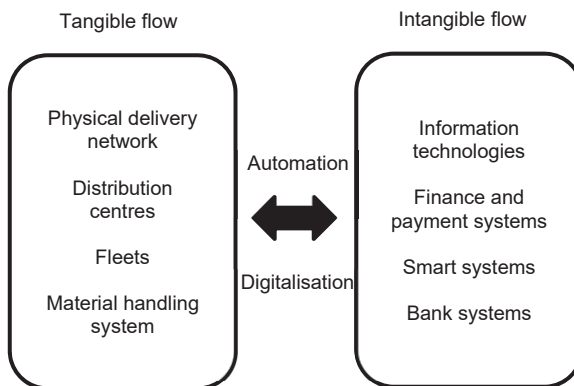 Tangible flow
Physical delivery
network
Distribution
centres
Fleets
Material handling
system
Automation
Digitalisation
Intangible flow
Information
technologies
Finance and
payment systems
Smart systems
Bank systems